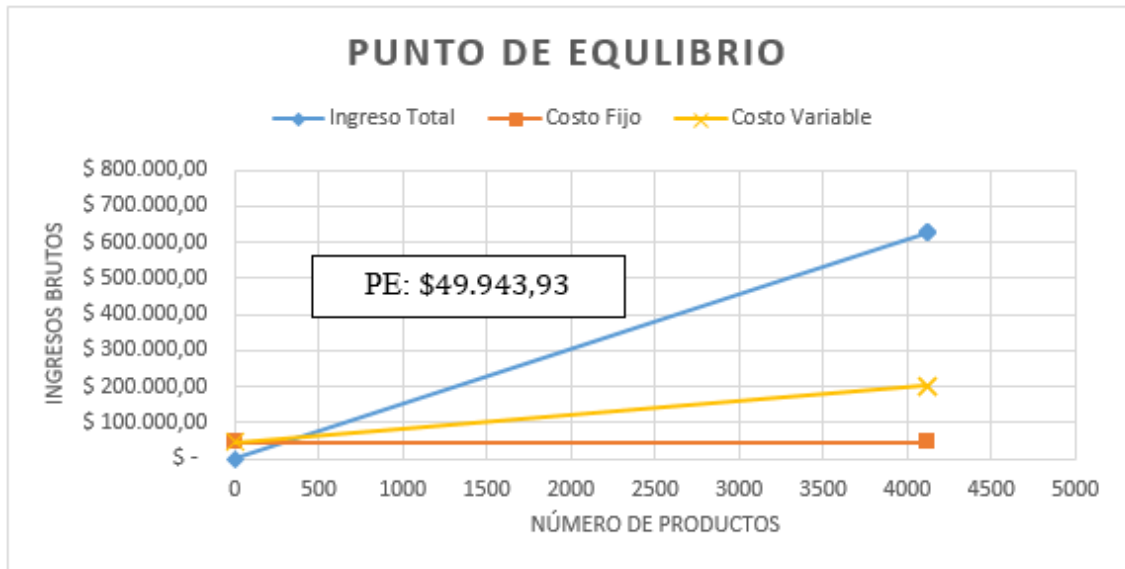 PUNTO DE EQULIBRIO
Ingreso Total Costo Fijo Costo Variable
INGRESOS BRUTOS
$ 800.000,00
$ 700.000,00
$ 600.000,00
$ 500.000,00
$ 400.000,00
$ 300.000,00
$ 200.000,00
$ 100.000,00
$ -
PE: $49.943,93
0 500 1000 1500 2000 2500 3000 3500 4000 4500 5000
NÚMERO DE PRODUCTOS